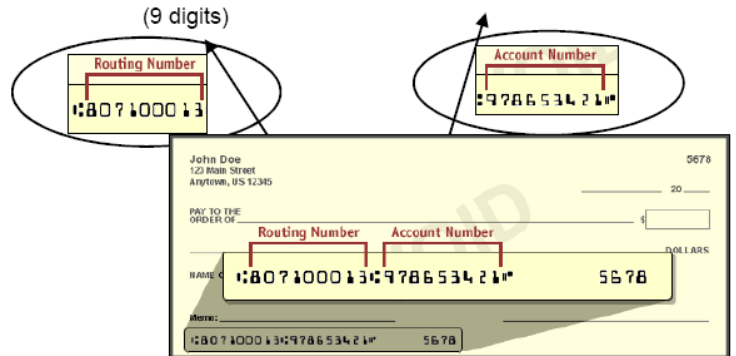 (9 digits)
Routing Number
⑆807100013
Account Number
⑆978653421⑈
John Doe
5678
123 Main Street
Anytown, US 12345
20
PAY TO THE
ORDER OF
$
Routing Number Account Number
DOLLARS
NAME
⑆807100013⑆978653421⑈ 5678
Memo:
⑆807100013⑆978653421⑈ 5678